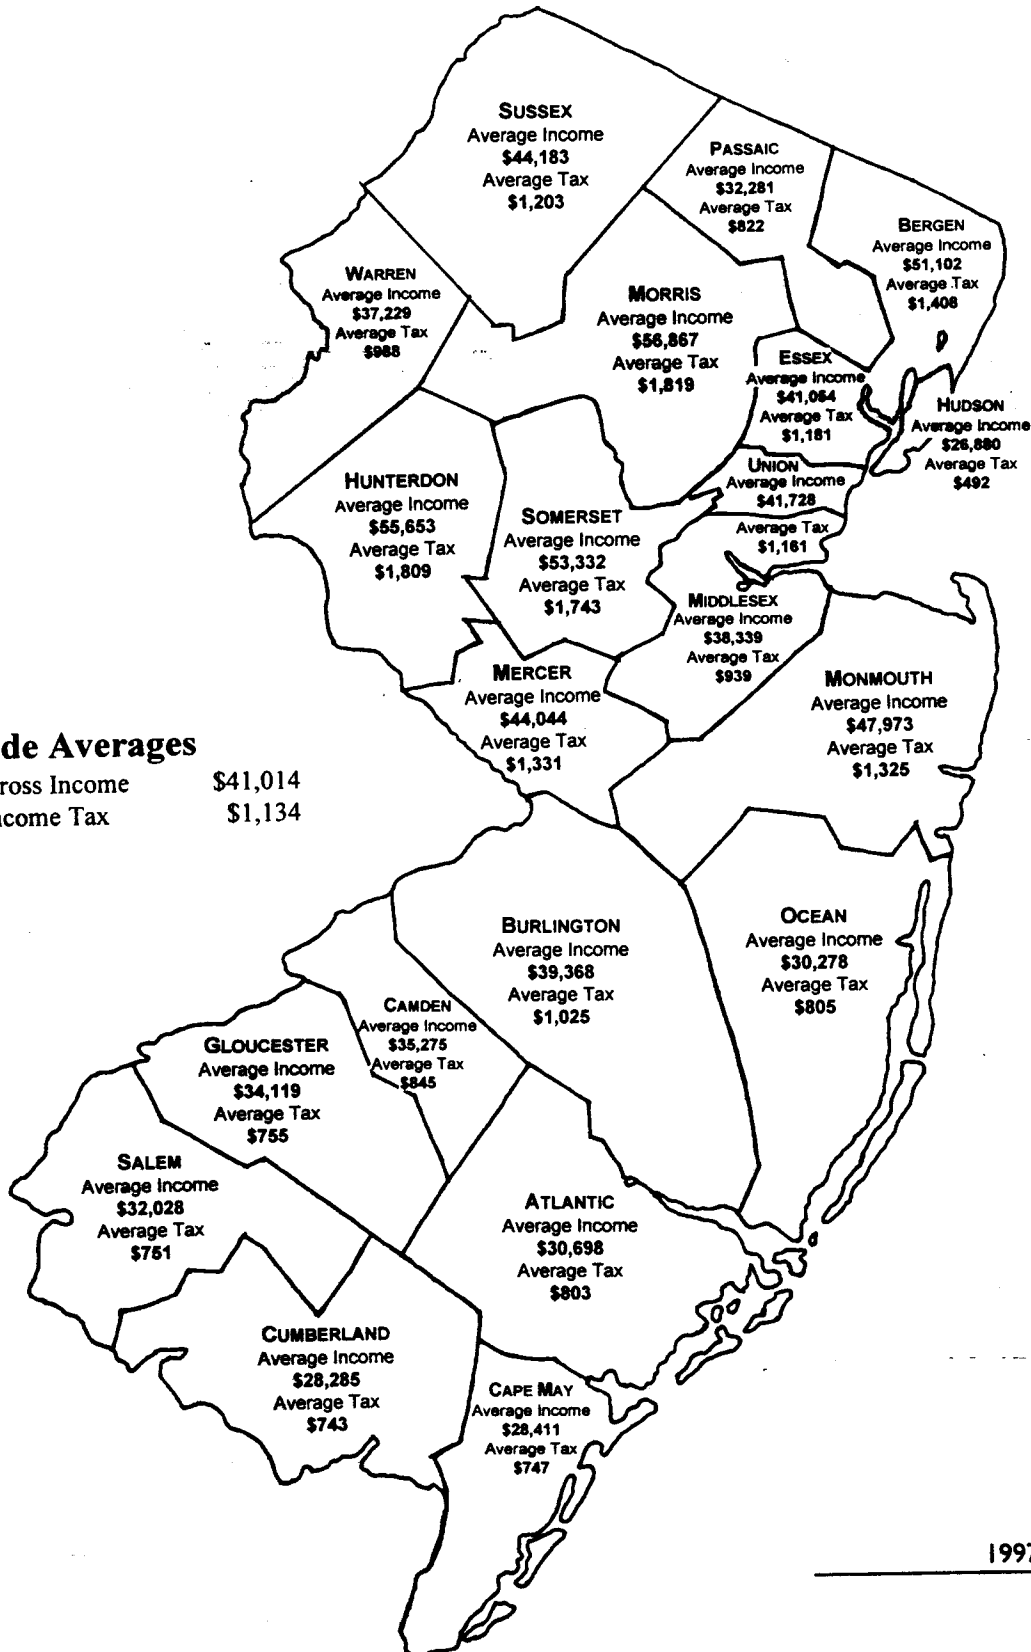 SUSSEX
Average Income
$44,183
Average Tax
$1,203
PASSAIC
Average Income
$32,281
Average Tax
$822
BERGEN
Average Income
$51,102
Average Tax
$1,408
WARREN
Average Income
$37,229
Average Tax
$988
MORRIS
Average Income
$56,867
Average Tax
$1,819
ESSEX
Average Income
$41,054
Average Tax
$1,181
HUDSON
Average Income
$26,880
Average Tax
$492
UNION
Average Income
$41,728
Average Tax
$1,161
HUNTERDON
Average Income
$55,653
Average Tax
$1,809
SOMERSET
Average Income
$53,332
Average Tax
$1,743
MIDDLESEX
Average Income
$38,339
Average Tax
$939
MERCER
Average Income
$44,044
Average Tax
$1,331
MONMOUTH
Average Income
$47,973
Average Tax
$1,325
de Averages
ross Income $41,014
come Tax $1,134
BURLINGTON
Average Income
$39,368
Average Tax
$1,025
OCEAN
Average Income
$30,278
Average Tax
$805
CAMDEN
Average Income
$35,275
Average Tax
$845
GLOUCESTER
Average Income
$34,119
Average Tax
$755
SALEM
Average Income
$32,028
Average Tax
$751
ATLANTIC
Average Income
$30,698
Average Tax
$803
CUMBERLAND
Average Income
$28,285
Average Tax
$743
CAPE MAY
Average Income
$28,411
Average Tax
$747
1997